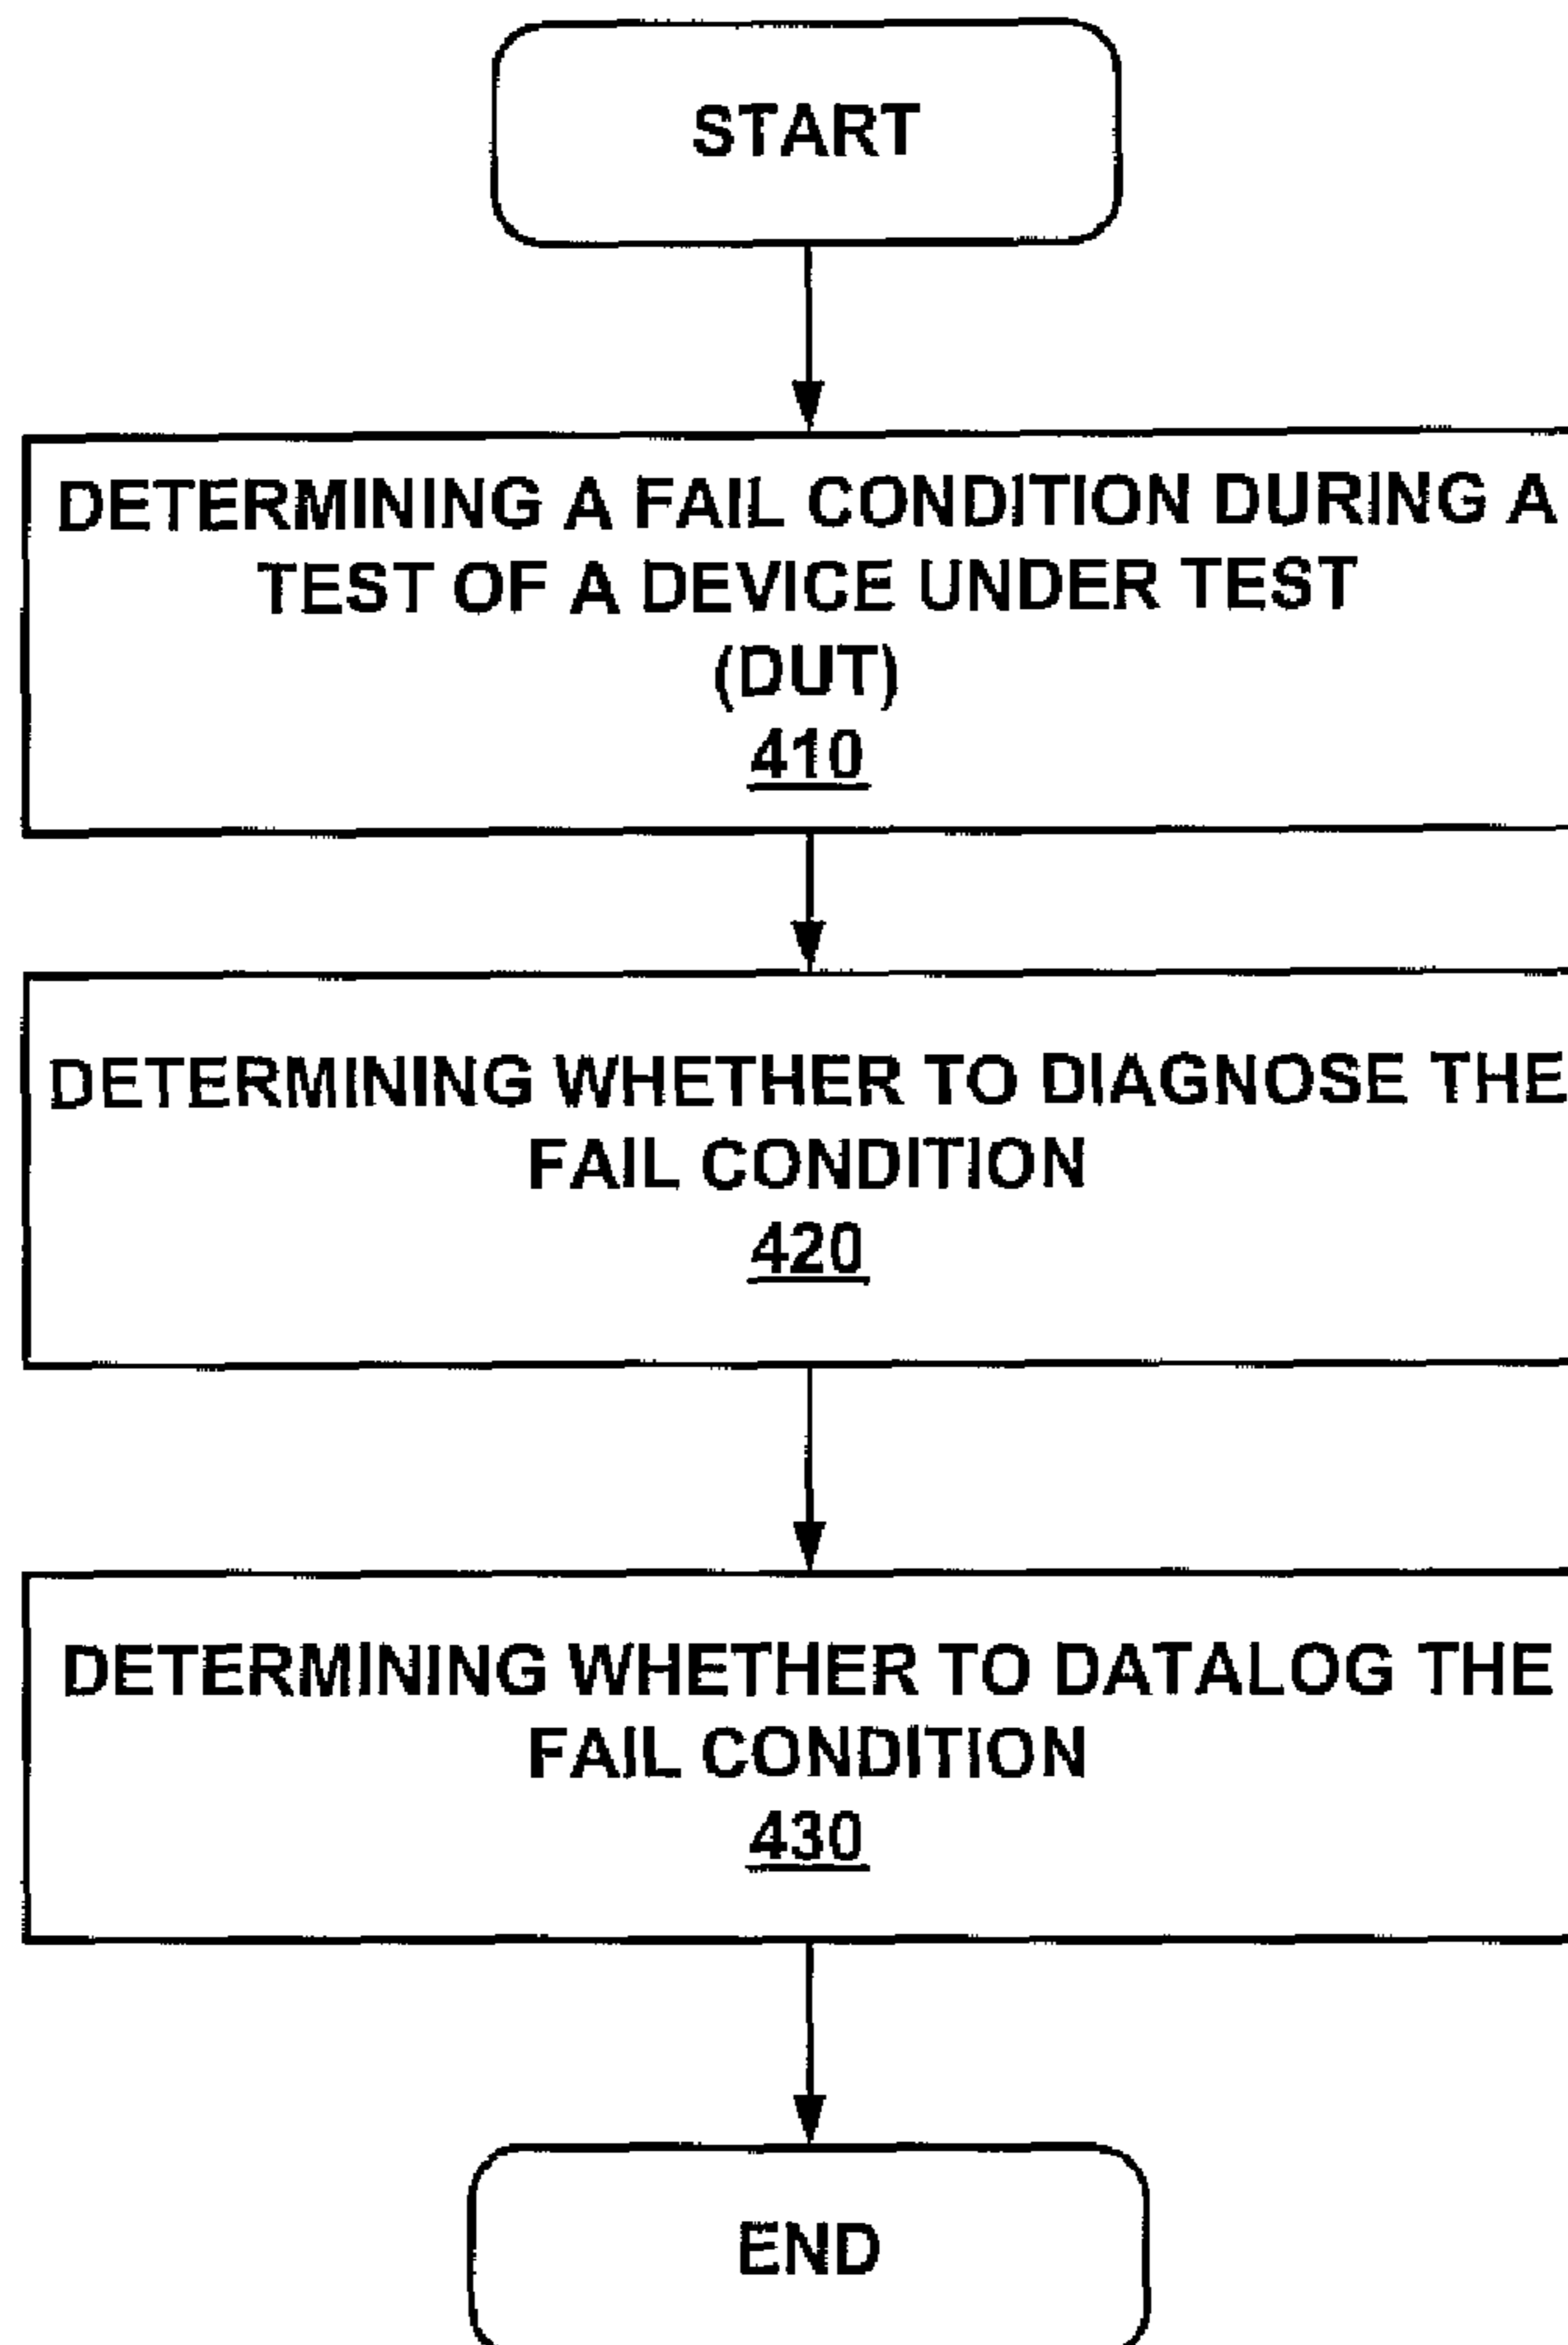 START
DETERMINING A FAIL CONDITION DURING A
TEST OF A DEVICE UNDER TEST
(DUT)
410
DETERMINING WHETHER TO DIAGNOSE THE
FAIL CONDITION
420
DETERMINING WHETHER TO DATALOG THE
FAIL CONDITION
430
END